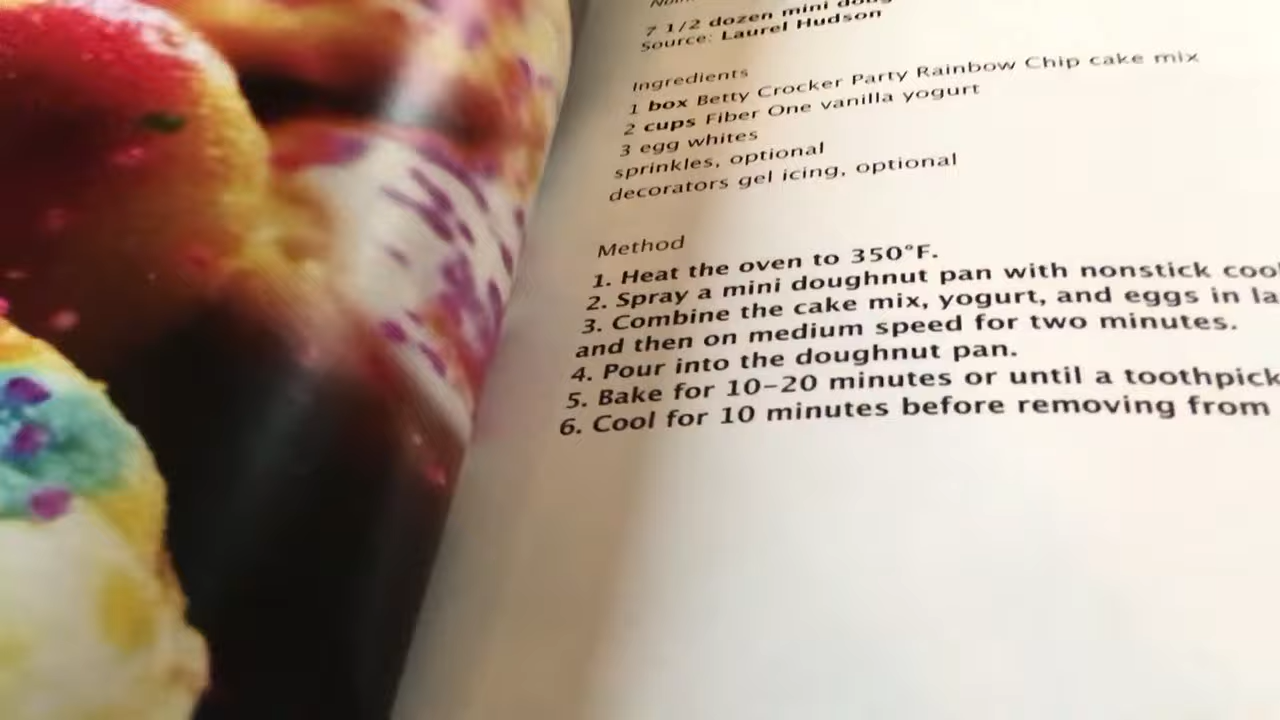 7 1/2 dozen mini
Source: Laurel Hudson
Ingredients
1 box Betty Crocker Party Rainbow Chip cake mix
2 cups Fiber One vanilla yogurt
3 egg whites
sprinkles, optional
decorators gel icing, optional
Method
1. Heat the oven to 350°F.
2. Spray a mini doughnut pan with nonstick
3. Combine the cake mix, yogurt, and eggs in
and then on medium speed for two minutes.
4. Pour into the doughnut pan.
5. Bake for 10–20 minutes or until a toothpick
6. Cool for 10 minutes before removing from